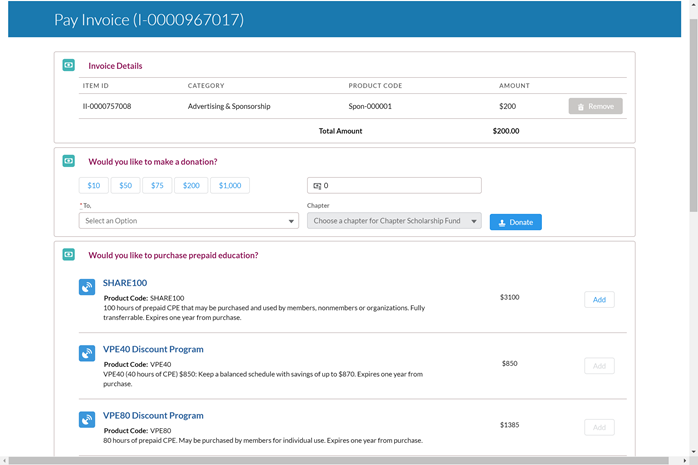 Pay Invoice (I-0000967017)
Invoice Details
ITEM ID CATEGORY PRODUCT CODE AMOUNT
II-0000757008 Advertising & Sponsorship Spon-000001 $200 Remove
Total Amount $200.00
Would you like to make a donation?
$10 $50 $75 $200 $1,000 0
* To, Chapter
Select an Option Choose a chapter for Chapter Scholarship Fund Donate
Would you like to purchase prepaid education?
SHARE100
Product Code: SHARE100 $3100 Add
100 hours of prepaid CPE that may be purchased and used by members, nonmembers or organizations. Fully
transferrable. Expires one year from purchase.
VPE40 Discount Program
Product Code: VPE40 $850 Add
VPE40 (40 hours of CPE) $850: Keep a balanced schedule with savings of up to $870. Expires one year from
purchase.
VPE80 Discount Program
Product Code: VPE80 $1385 Add
80 hours of prepaid CPE. May be purchased by members for individual use. Expires one year from purchase.